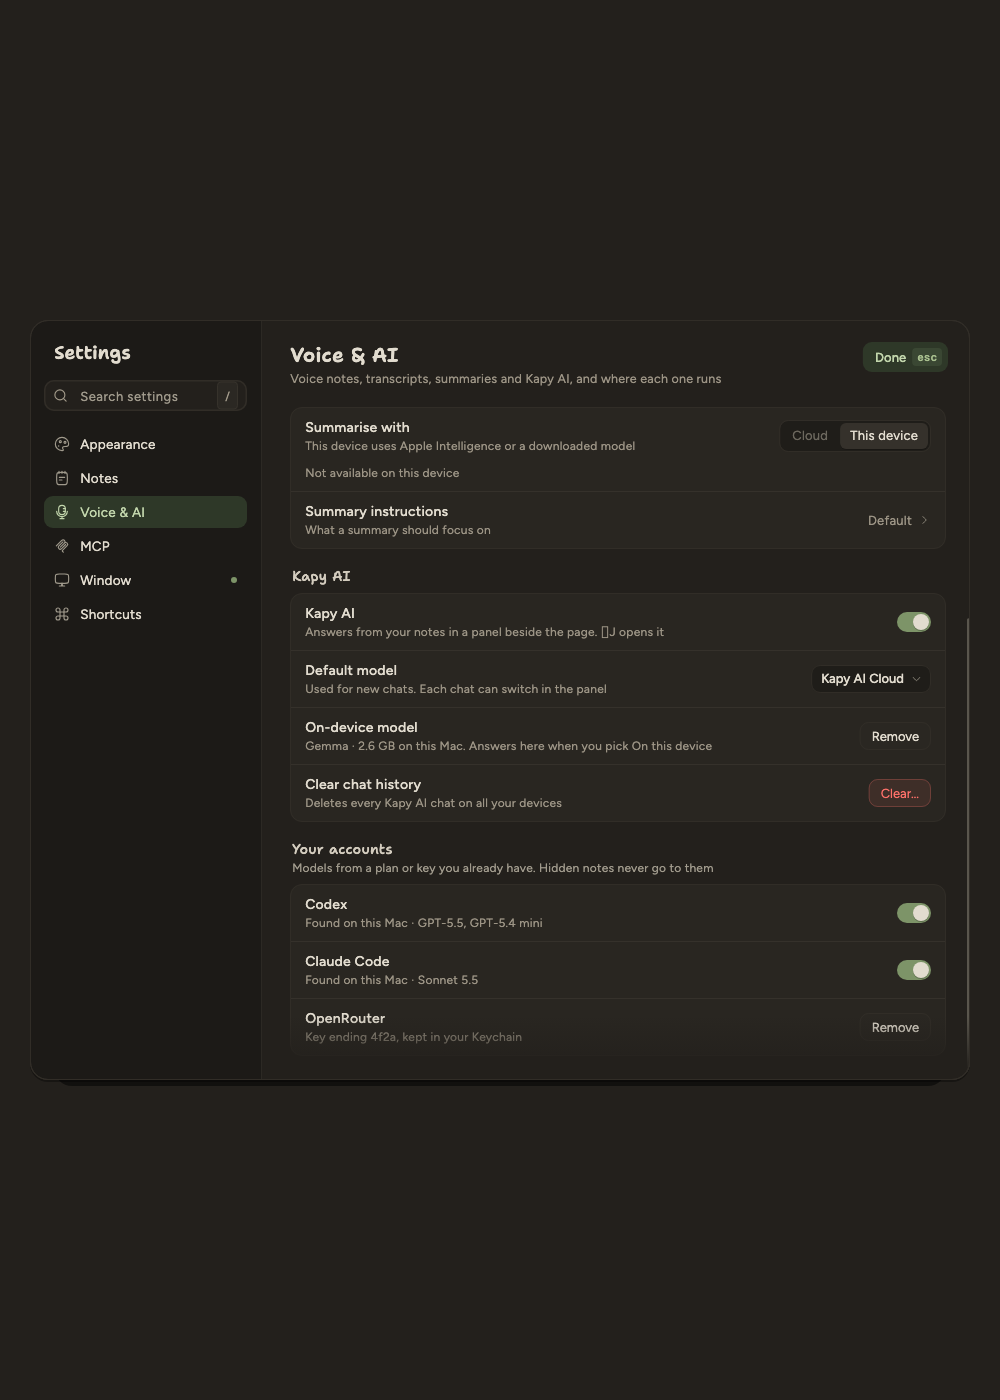 Settings
Search settings /
Appearance
Notes
Voice & AI
MCP
Window
Shortcuts
Voice & AI
Voice notes, transcripts, summaries and Kapy AI, and where each one runs
Done esc
Summarise with
This device uses Apple Intelligence or a downloaded model
Cloud This device
Not available on this device
Summary instructions
What a summary should focus on
Default
Kapy AI
Kapy AI
Answers from your notes in a panel beside the page. J opens it
Default model
Used for new chats. Each chat can switch in the panel
Kapy AI Cloud
On-device model
Gemma · 2.6 GB on this Mac. Answers here when you pick On this device
Remove
Clear chat history
Deletes every Kapy AI chat on all your devices
Clear...
Your accounts
Models from a plan or key you already have. Hidden notes never go to them
Codex
Found on this Mac · GPT-5.5, GPT-5.4 mini
Claude Code
Found on this Mac · Sonnet 5.5
OpenRouter
Key ending 4f2a, kept in your Keychain
Remove